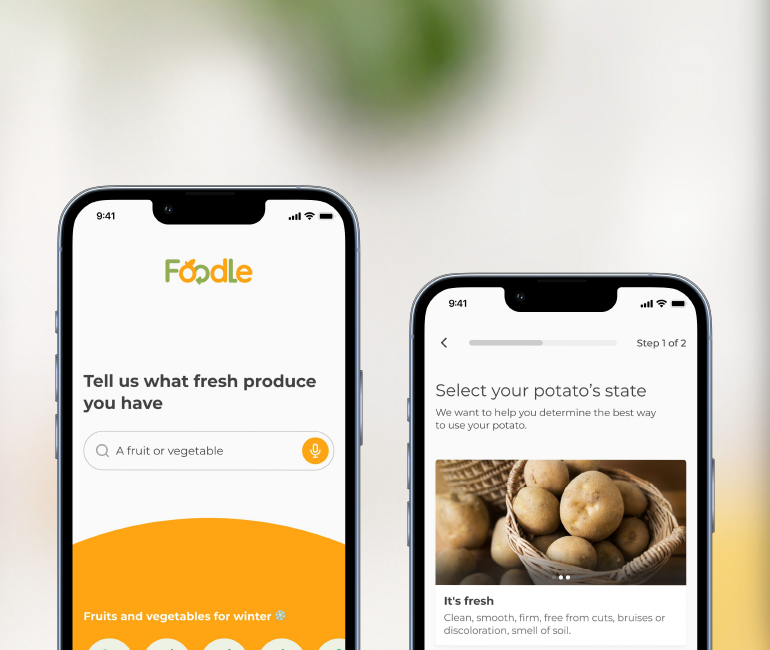 9:41
Foodle
Tell us what fresh produce
you have
A fruit or vegetable
Fruits and vegetables for winter ❄️
9:41
Step 1 of 2
Select your potato’s state
We want to help you determine the best way
to use your potato.
It's fresh
Clean, smooth, firm, free from cuts, bruises or
discoloration, smell of soil.